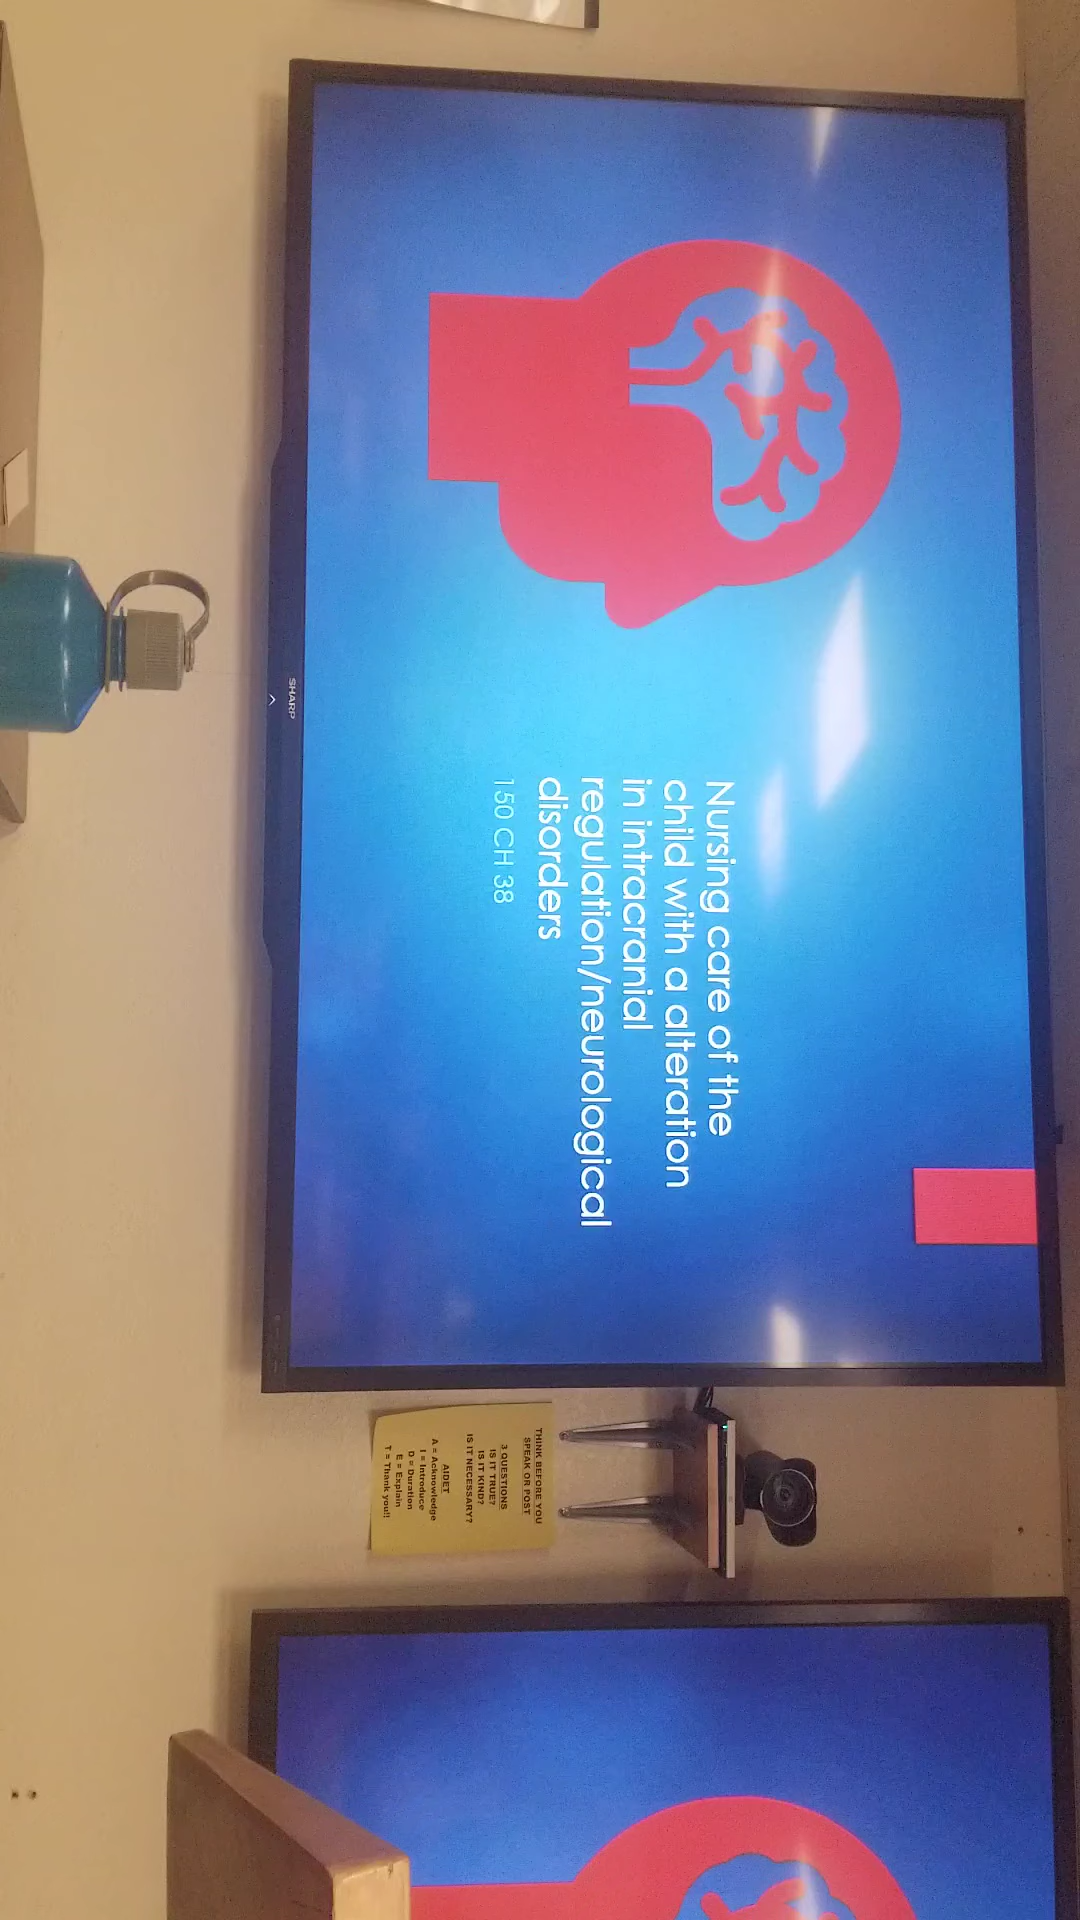 Nursing care of the
child with a alteration
in intracranial
regulation/neurological
disorders
150 CH 38
SHARP
THINK BEFORE YOU
SPEAK OR POST
3 QUESTIONS
IS IT TRUE?
IS IT KIND?
IS IT NECESSARY?
AIDET
A = Acknowledge
I = Introduce
D = Duration
E = Explain
T = Thank you!!